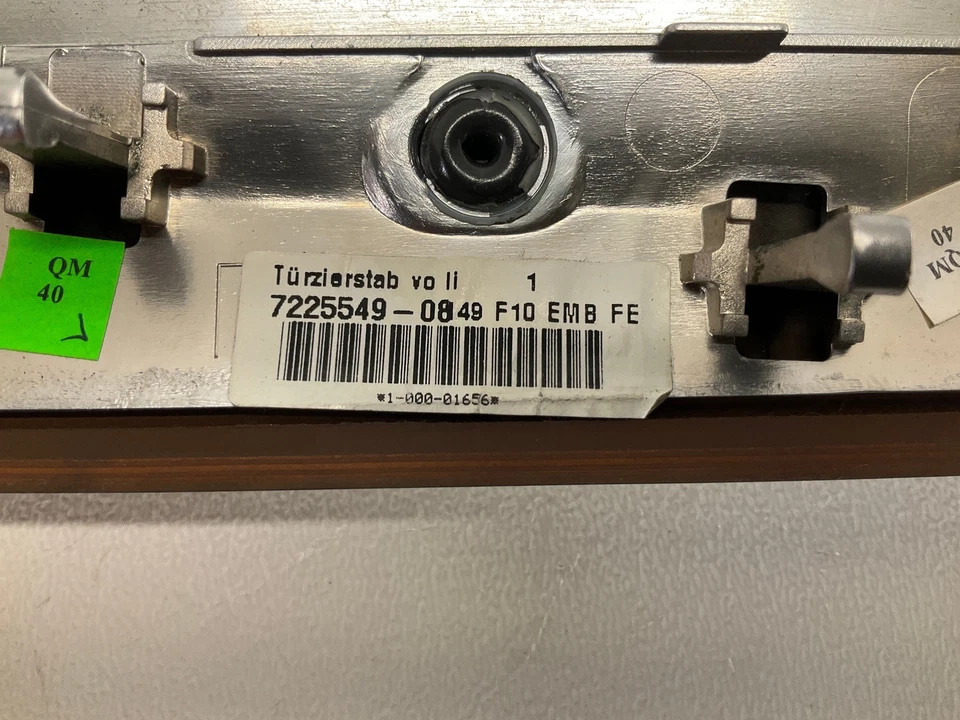 QM
40
Türzierstab vo li 1
7225549-08 49 F10 EMB FE
*1-000-01656*
QM
40